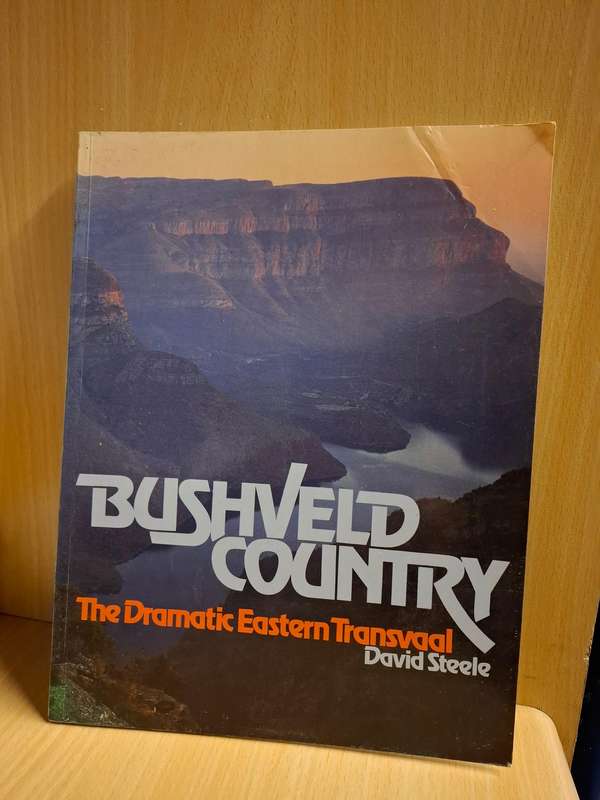 BUSHVELD
COUNTRY
The Dramatic Eastern Transvaal
David Steele